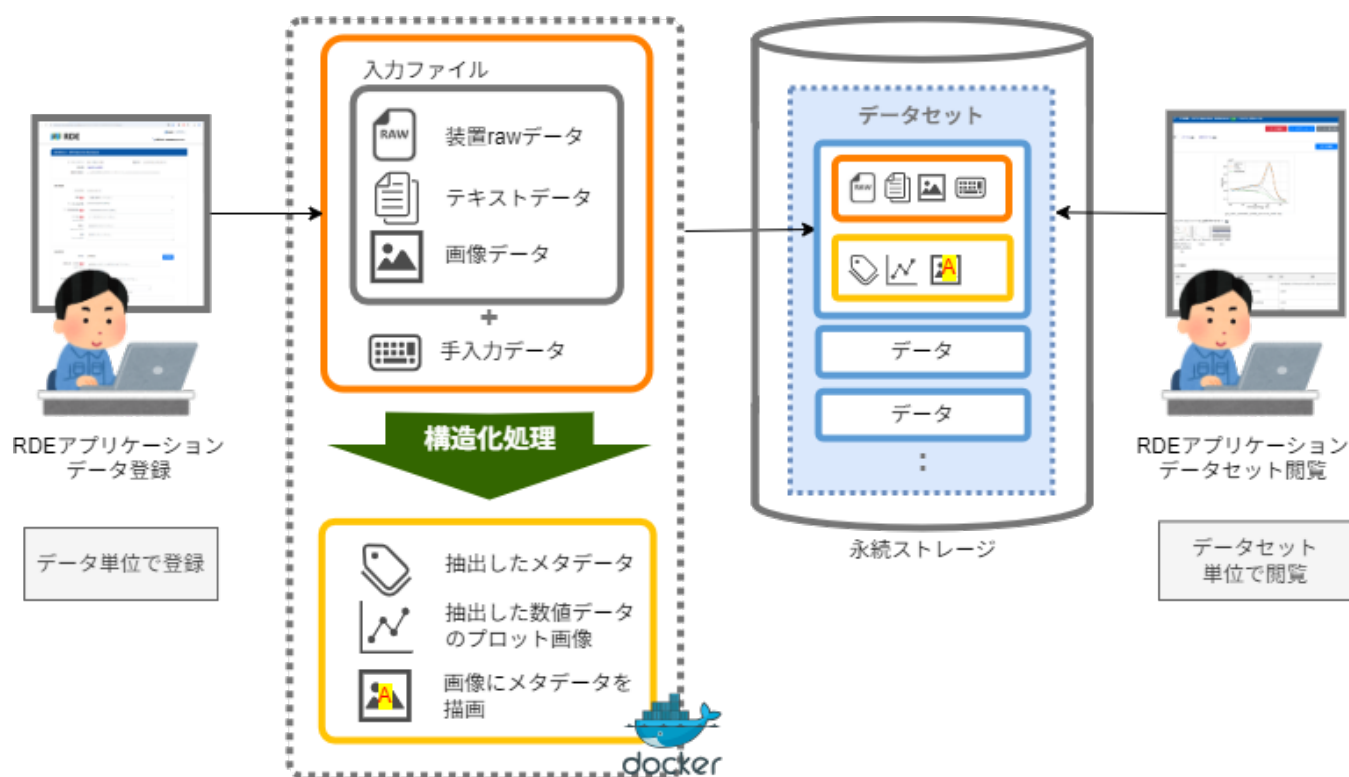 RDE
RDEアプリケーション
データ登録
データ単位で登録
入力ファイル
RAW
装置rawデータ
テキストデータ
画像データ
+
手入力データ
構造化処理
抽出したメタデータ
抽出した数値データ
のプロット画像
A
画像にメタデータを
描画
docker
データセット
RAW
A
データ
データ
:
永続ストレージ
RDEアプリケーション
データセット閲覧
データセット
単位で閲覧